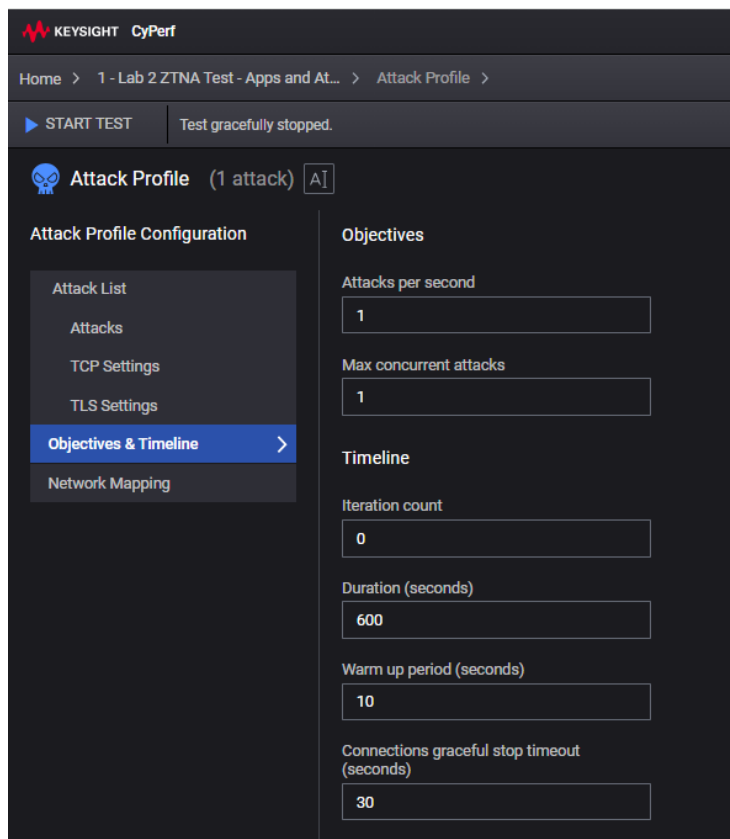 KEYSIGHT CyPerf
Home > 1 - Lab 2 ZTNA Test - Apps and At... > Attack Profile >
START TEST Test gracefully stopped.
Attack Profile (1 attack) A
Attack Profile Configuration
Attack List
Attacks
TCP Settings
TLS Settings
Objectives & Timeline >
Network Mapping
Objectives
Attacks per second
1
Max concurrent attacks
1
Timeline
Iteration count
0
Duration (seconds)
600
Warm up period (seconds)
10
Connections graceful stop timeout
(seconds)
30